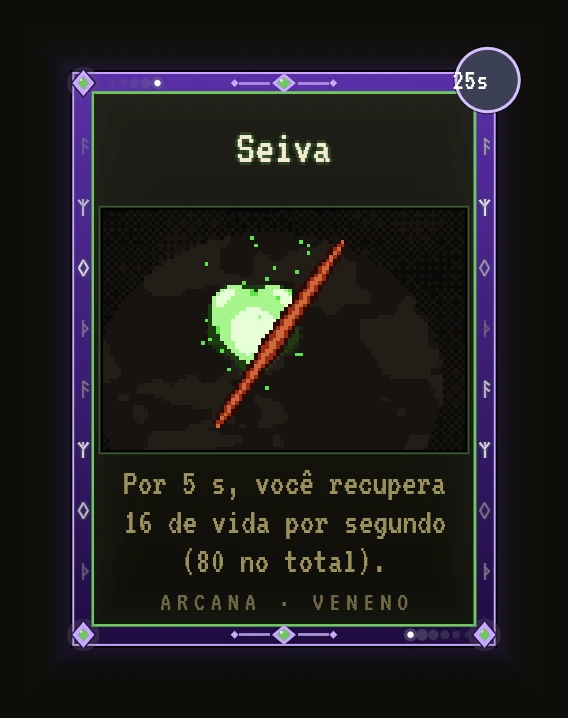 25s
Seiva
Por 5 s, você recupera
16 de vida por segundo
(80 no total).
ARCANA · VENENO